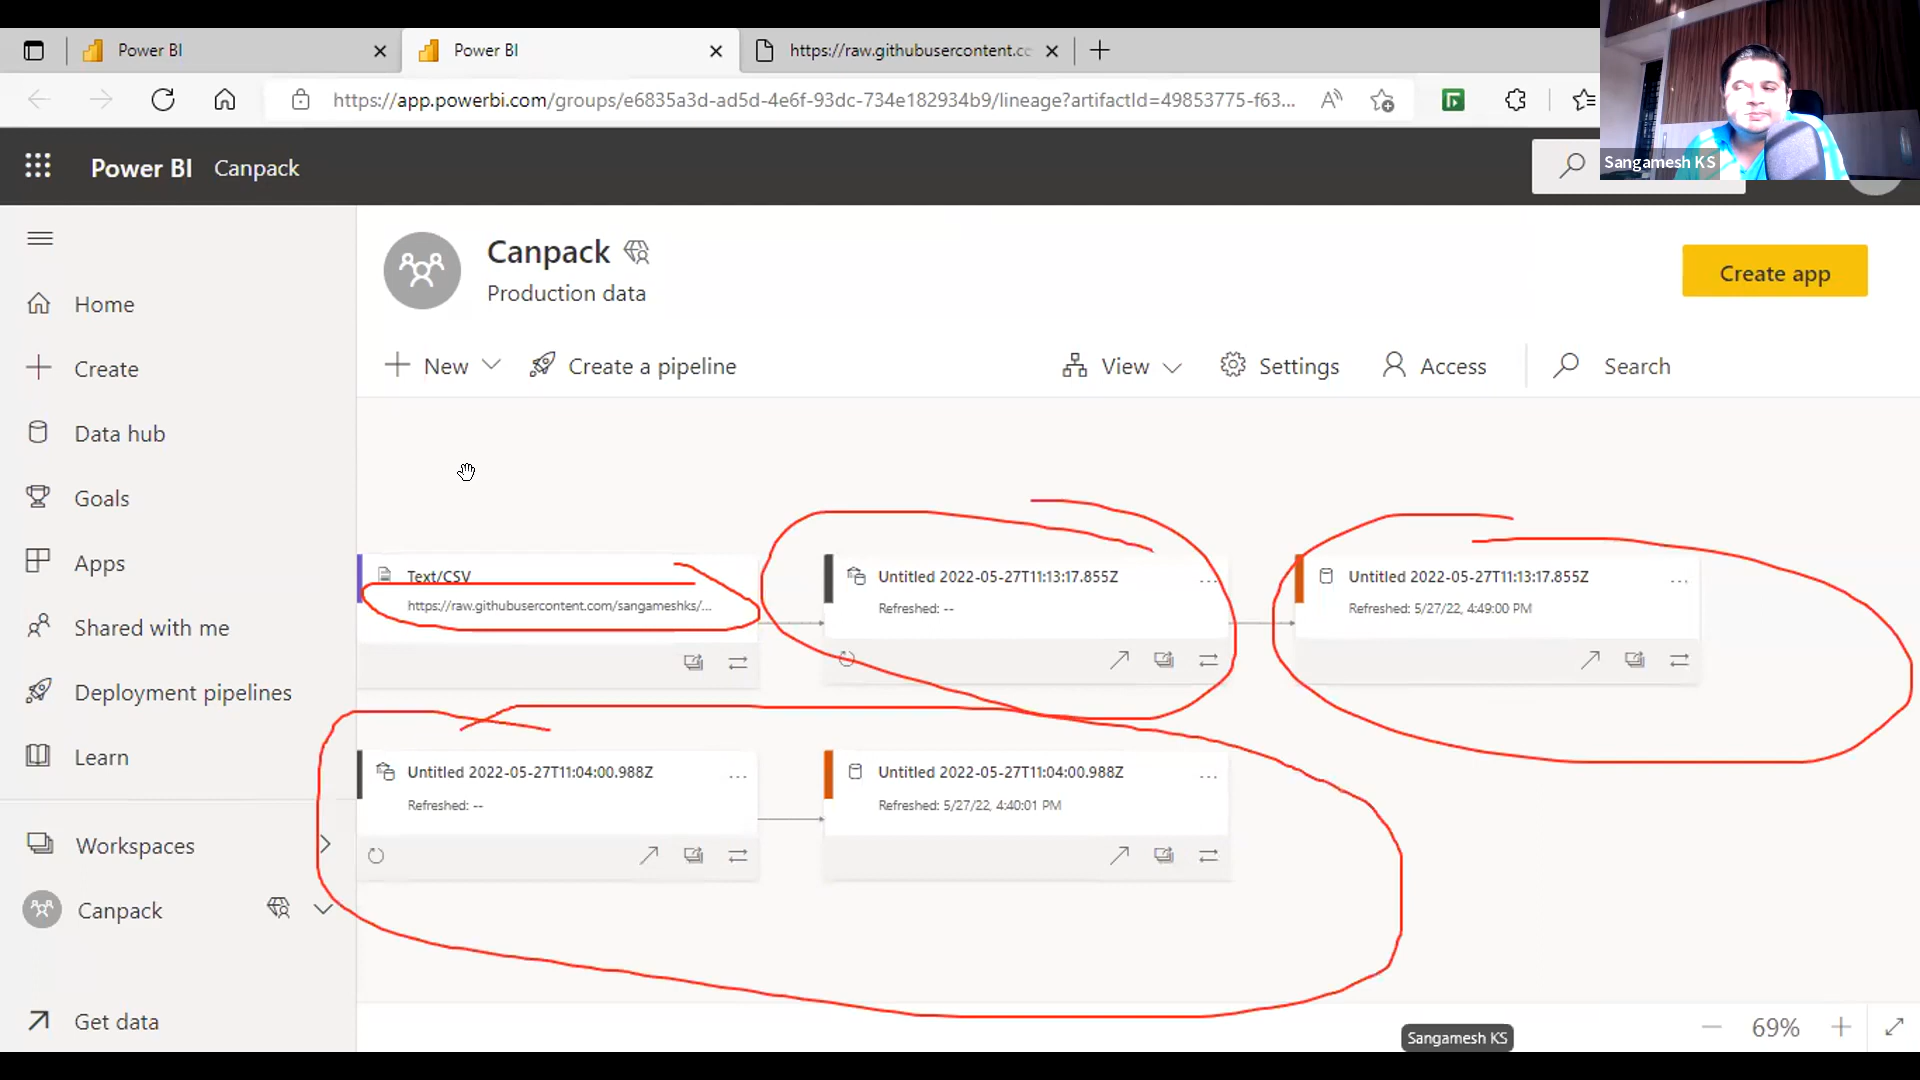 Power BI
Power BI
https://raw.githubusercontent.cc
https://app.powerbi.com/groups/e6835a3d-ad5d-4e6f-93dc-734e182934b9/lineage?artifactId=49853775-f63...
Sangamesh KS
Power BI Canpack
Canpack
Production data
Create app
New
Create a pipeline
View
Settings
Access
Search
Home
Create
Data hub
Goals
Apps
Shared with me
Deployment pipelines
Learn
Workspaces
Canpack
Get data
Text/CSV
https://raw.githubusercontent.com/sangameshks/...
Untitled 2022-05-27T11:13:17.855Z
Refreshed: --
Untitled 2022-05-27T11:13:17.855Z
Refreshed: 5/27/22, 4:49:00 PM
Untitled 2022-05-27T11:04:00.988Z
Refreshed: --
Untitled 2022-05-27T11:04:00.988Z
Refreshed: 5/27/22, 4:40:01 PM
Sangamesh KS
69%